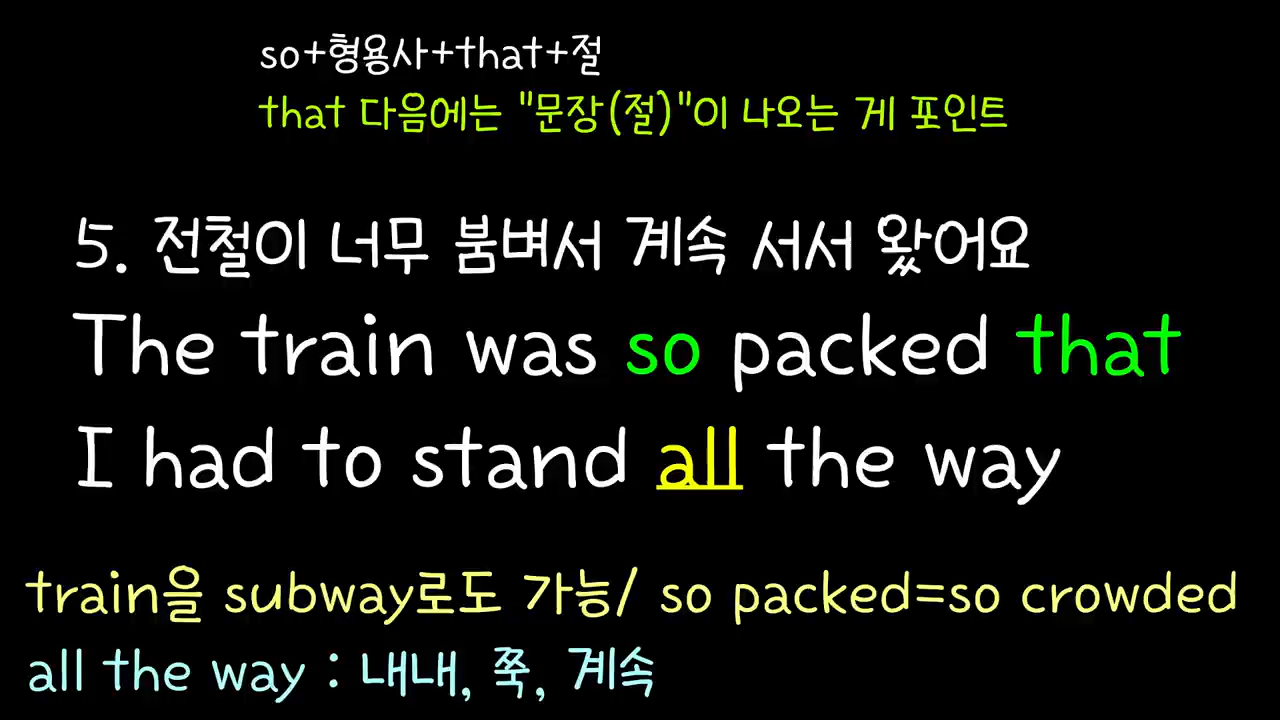 so+형용사+that+절
that 다음에는 "문장(절)"이 나오는 게 포인트
5. 전철이 너무 붐벼서 계속 서서 왔어요
The train was so packed that
I had to stand all the way
train을 subway로도 가능/ so packed=so crowded
all the way : 내내, 쭉, 계속